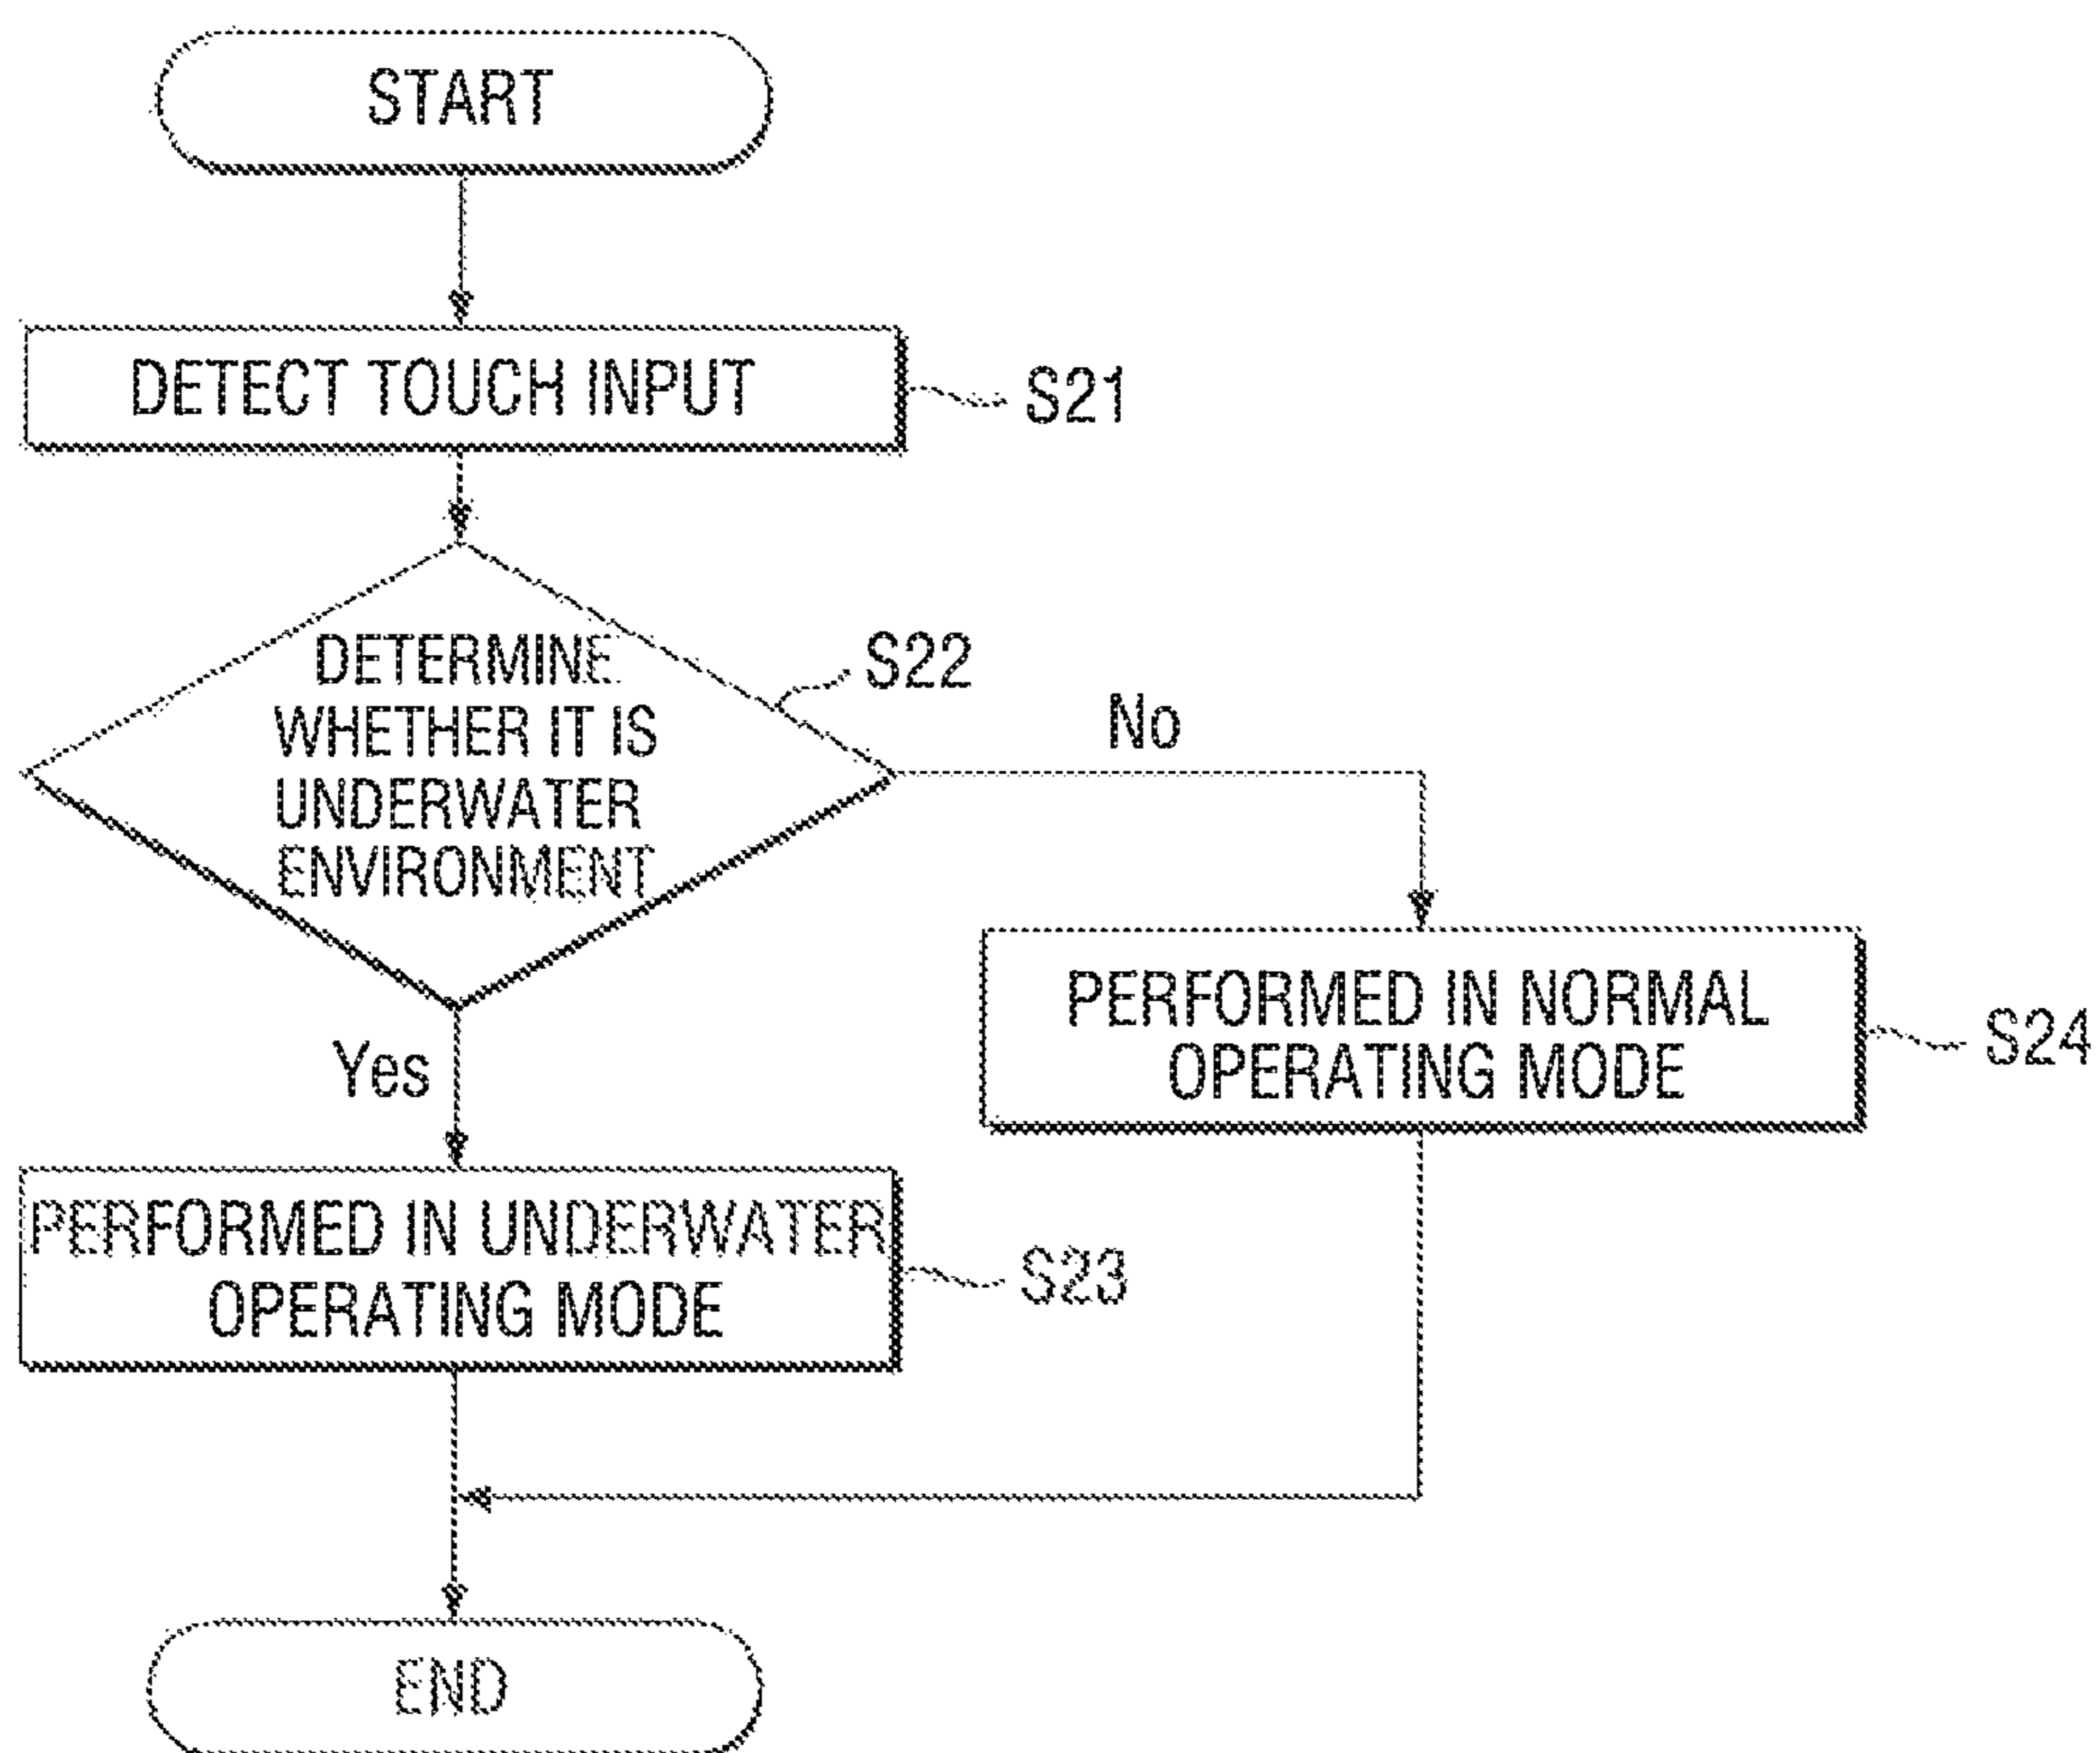 START
DETECT TOUCH INPUT
S21
DETERMINE
WHETHER IT IS
UNDERWATER
ENVIRONMENT
S22
No
Yes
PERFORMED IN NORMAL
OPERATING MODE
S24
PERFORMED IN UNDERWATER
OPERATING MODE
S23
END